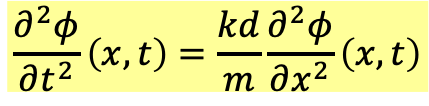 ∂²ϕ/∂t² (x, t) = kd/m ∂²ϕ/∂x² (x, t)